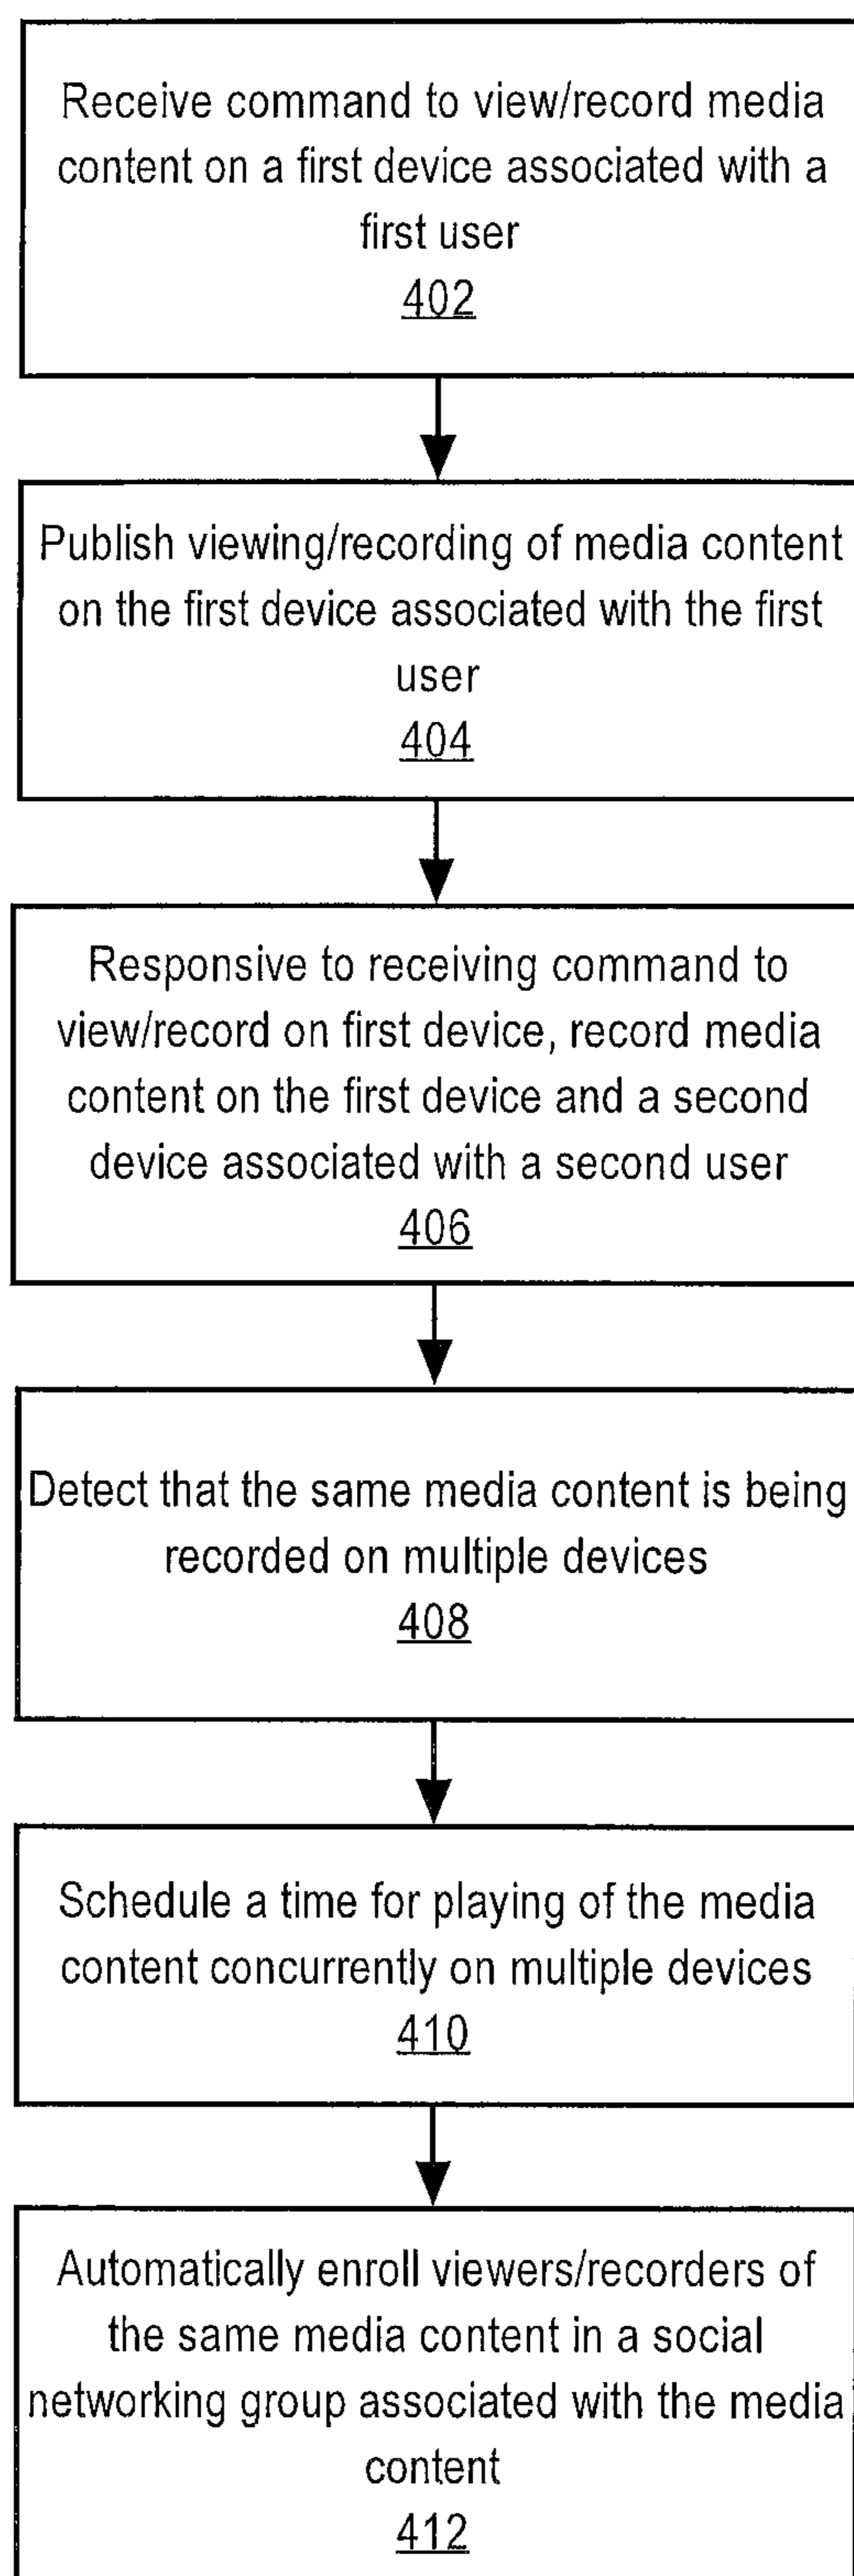 Receive command to view/record media
content on a first device associated with a
first user
402
Publish viewing/recording of media content
on the first device associated with the first
user
404
Responsive to receiving command to
view/record on first device, record media
content on the first device and a second
device associated with a second user
406
Detect that the same media content is being
recorded on multiple devices
408
Schedule a time for playing of the media
content concurrently on multiple devices
410
Automatically enroll viewers/recorders of
the same media content in a social
networking group associated with the media
content
412